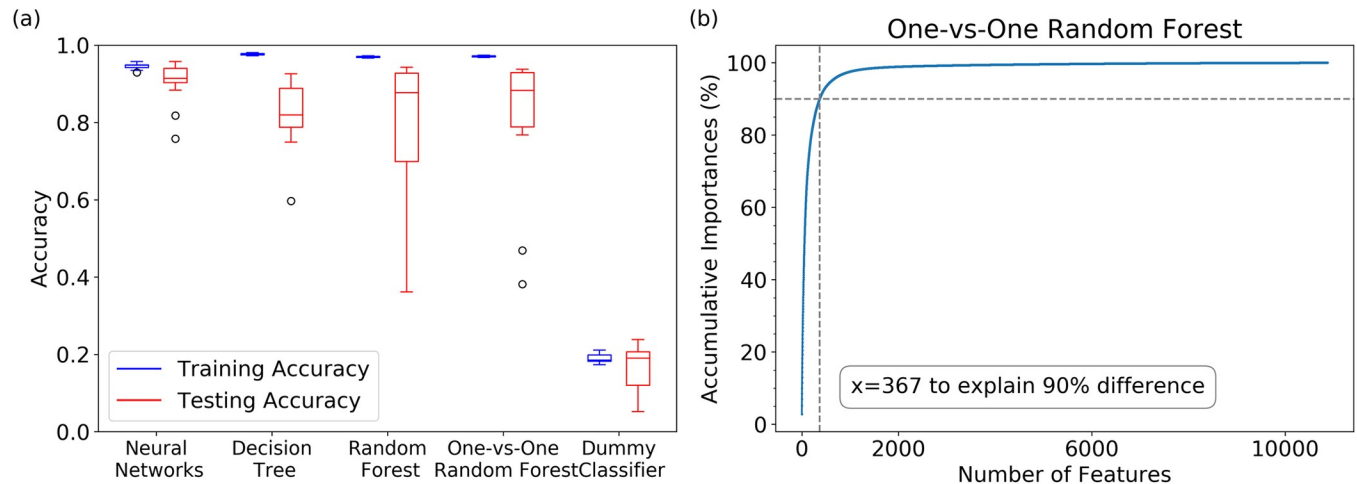 (a)
1.0
0.8
0.6
0.4
0.2
0.0
Accuracy
Training Accuracy
Testing Accuracy
Neural
Networks
Decision
Tree
Random
Forest
One-vs-One
Random Forest
Dummy
Classifier
(b)
One-vs-One Random Forest
100
80
60
40
20
0
Accumulative Importances (%)
x=367 to explain 90% difference
0
2000
6000
10000
Number of Features